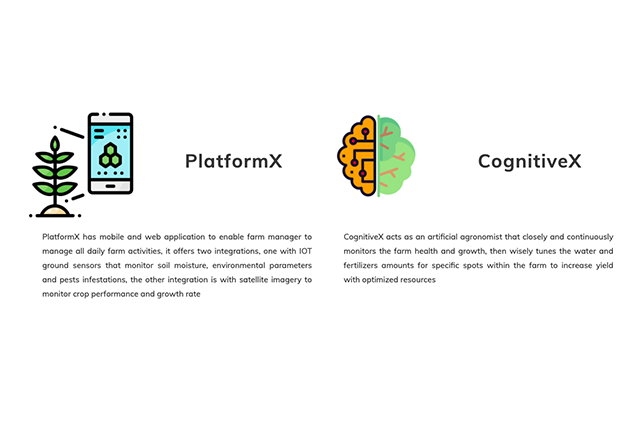 PlatformX
PlatformX has mobile and web application to enable farm manager to
manage all daily farm activities, it offers two integrations, one with IOT
ground sensors that monitor soil moisture, environmental parameters
and pests infestations, the other integration is with satellite imagery to
monitor crop performance and growth rate
CognitiveX
CognitiveX acts as an artificial agronomist that closely and continuously
monitors the farm health and growth, then wisely tunes the water and
fertilizers amounts for specific spots within the farm to increase yield
with optimized resources